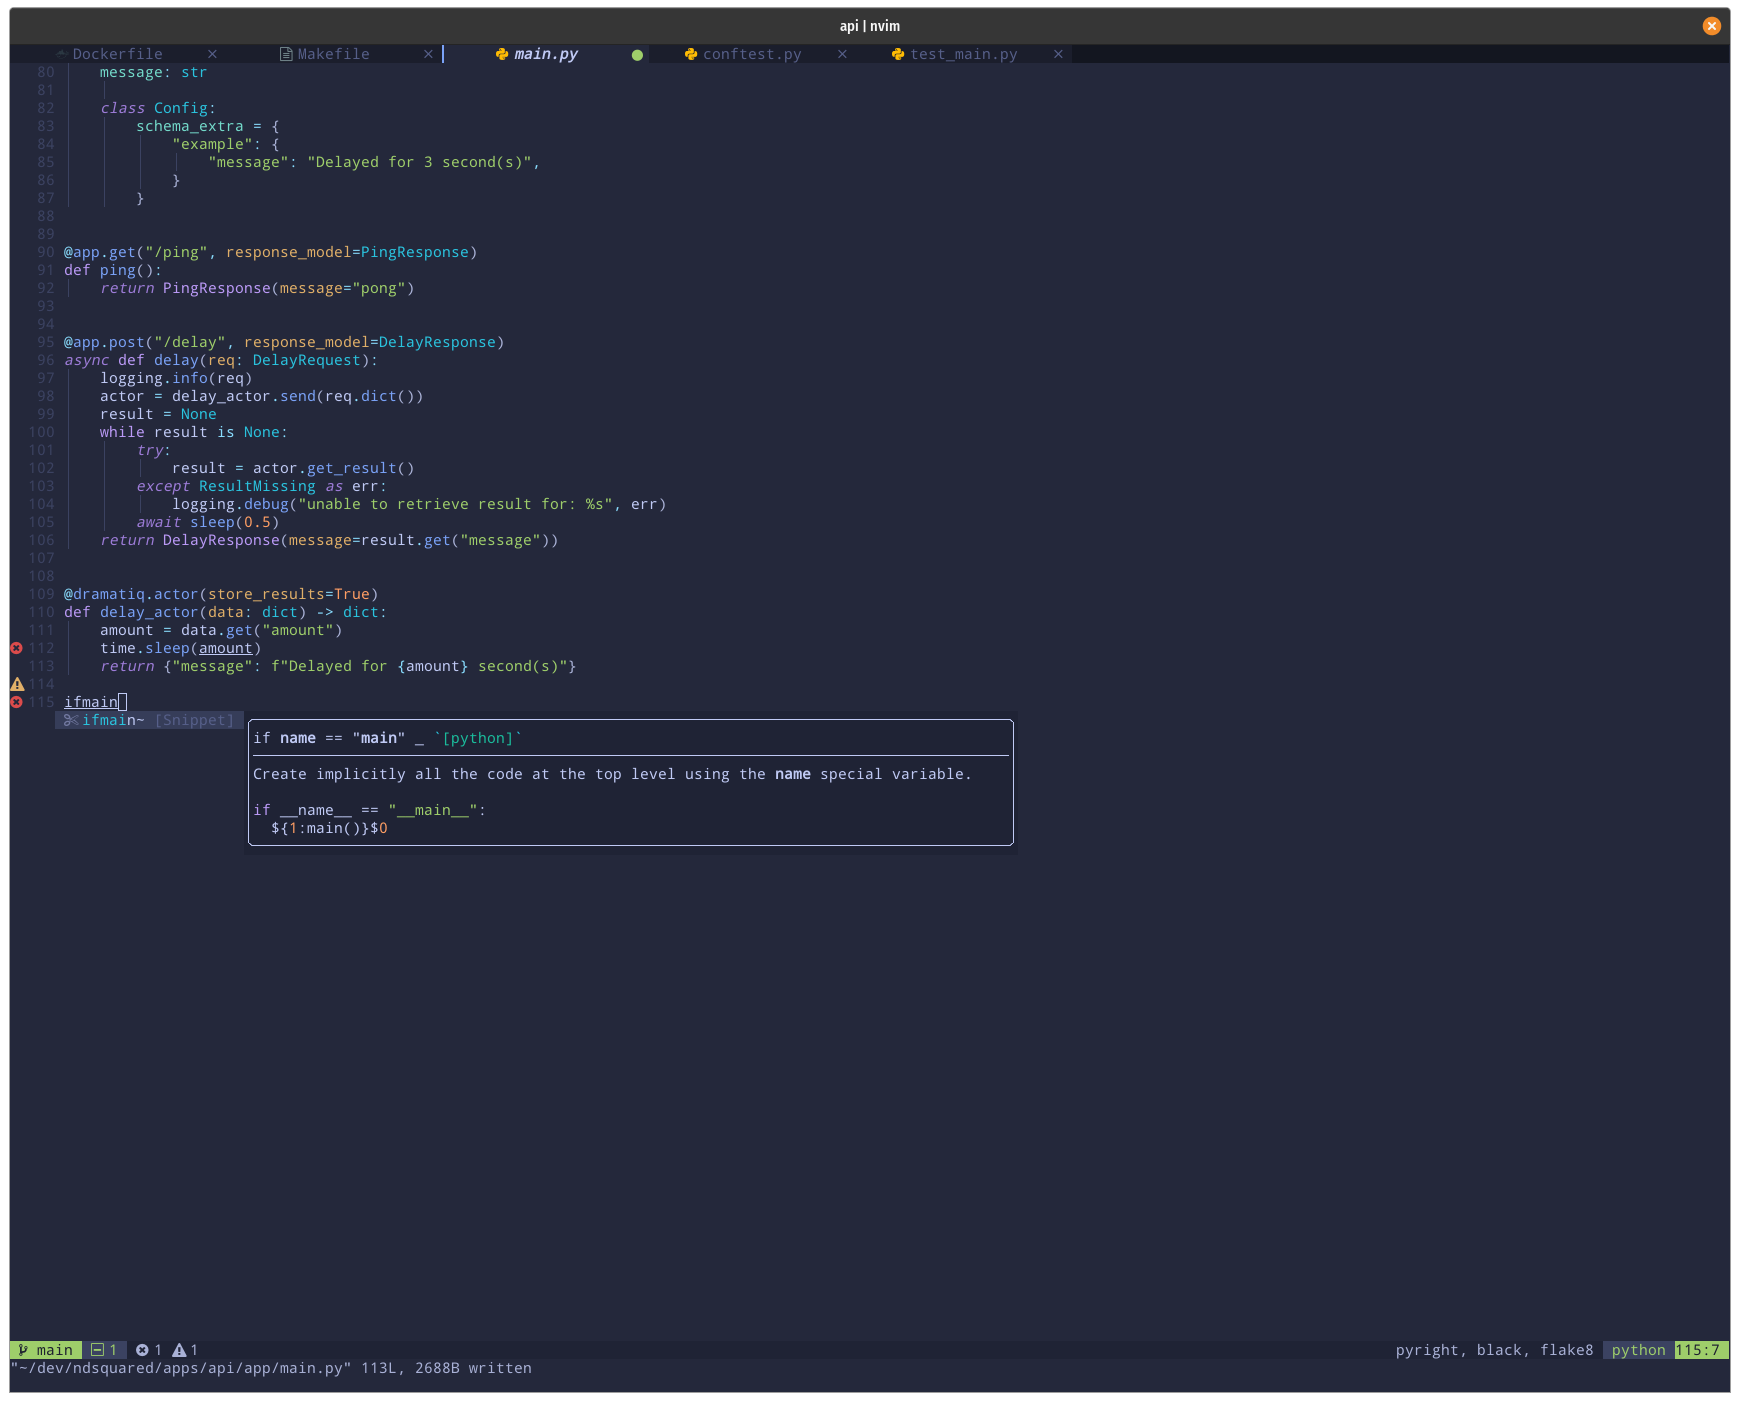 api | nvim
Dockerfile × Makefile × main.py conftest.py × test_main.py ×
80 message: str
81
82 class Config:
83 schema_extra = {
84 "example": {
85 "message": "Delayed for 3 second(s)",
86 }
87 }
88
89
90 @app.get("/ping", response_model=PingResponse)
91 def ping():
92 return PingResponse(message="pong")
93
94
95 @app.post("/delay", response_model=DelayResponse)
96 async def delay(req: DelayRequest):
97 logging.info(req)
98 actor = delay_actor.send(req.dict())
99 result = None
100 while result is None:
101 try:
102 result = actor.get_result()
103 except ResultMissing as err:
104 logging.debug("unable to retrieve result for: %s", err)
105 await sleep(0.5)
106 return DelayResponse(message=result.get("message"))
107
108
109 @dramatiq.actor(store_results=True)
110 def delay_actor(data: dict) -> dict:
111 amount = data.get("amount")
112 time.sleep(amount)
113 return {"message": f"Delayed for {amount} second(s)"}
114
115 ifmain
ifmain~ [Snippet]
if name == "main" _ `[python]`
Create implicitly all the code at the top level using the name special variable.
if __name__ == "__main__":
${1:main()}$0
main 1 1 1 pyright, black, flake8 python 115:7
"~/dev/ndsquared/apps/api/app/main.py" 113L, 2688B written